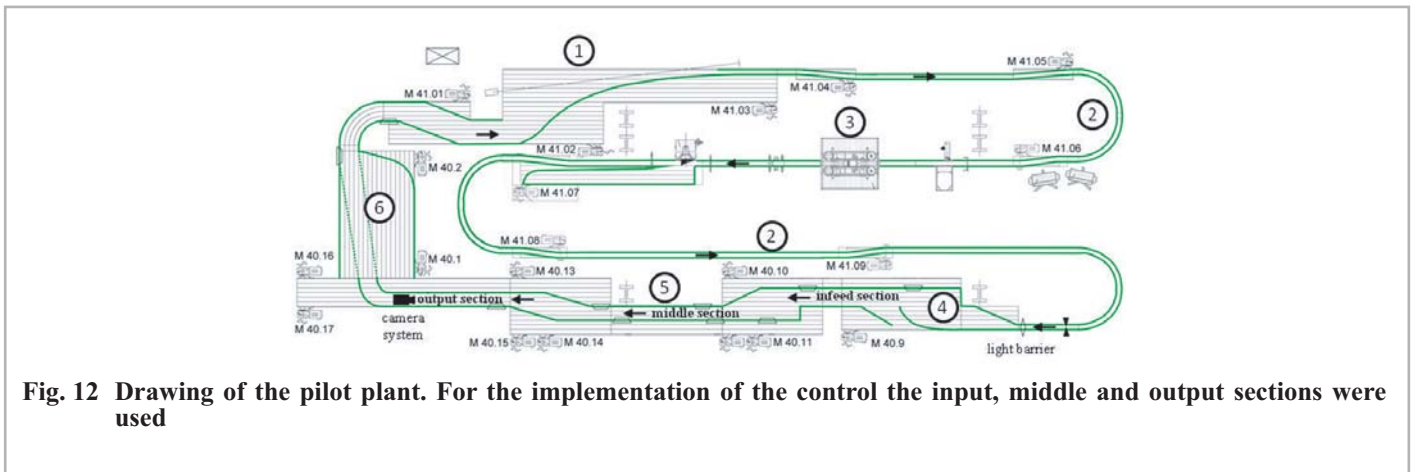 1
M 41.05
M 41.01
M 41.04
M 41.03
2
3
M 41.02
M 41.06
M 40.2
M 41.07
6
M 41.08
2
M 40.16
M 40.1
M 40.13
M 40.10
M 41.09
5
output section
infeed section
4
middle section
camera
system
M 40.17
M 40.15
M 40.14
M 40.11
M 40.9
light barrier
Fig. 12 Drawing of the pilot plant. For the implementation of the control the input, middle and output sections were
used